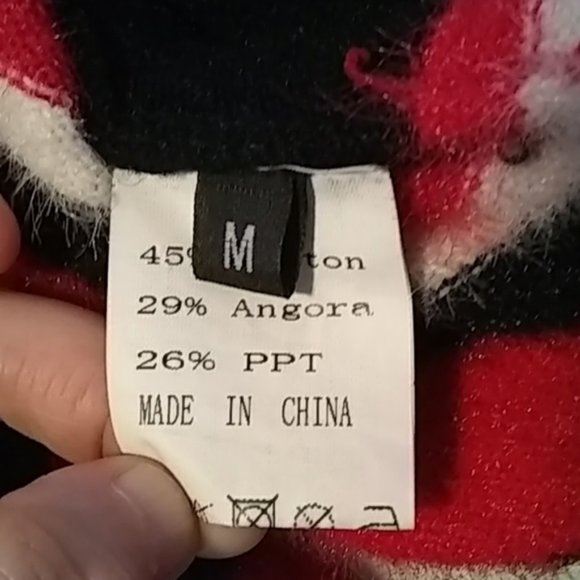 M
45% ton
29% Angora
26% PPT
MADE IN CHINA